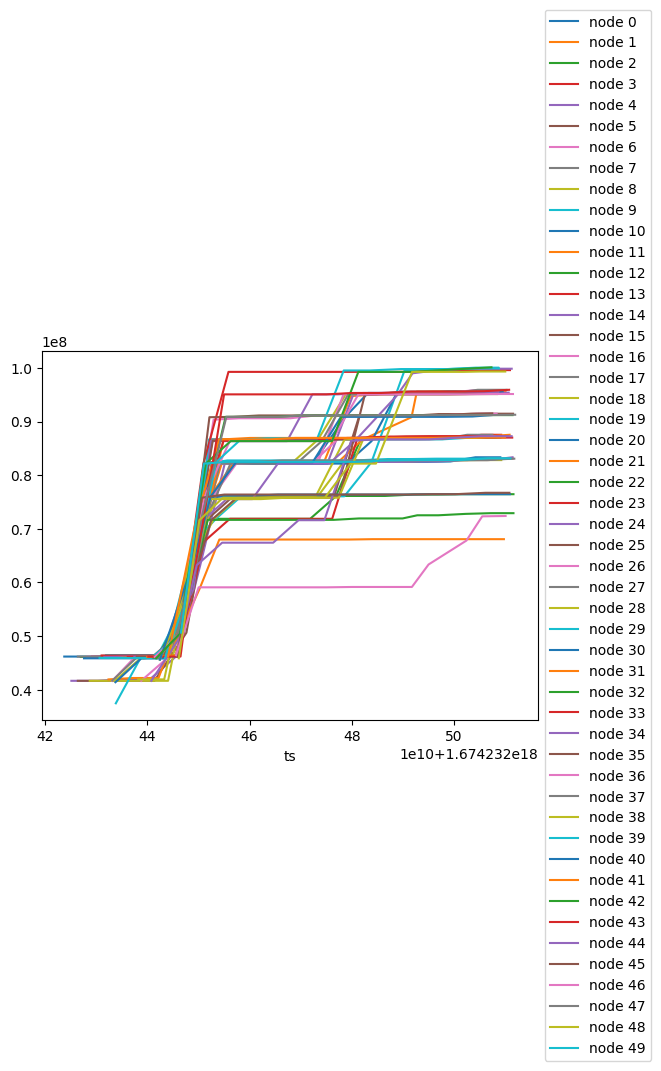 1e8
1.0
0.9
0.8
0.7
0.6
0.5
0.4
42 44 46 48 50
ts
1e10+1.674232e18
node 0
node 1
node 2
node 3
node 4
node 5
node 6
node 7
node 8
node 9
node 10
node 11
node 12
node 13
node 14
node 15
node 16
node 17
node 18
node 19
node 20
node 21
node 22
node 23
node 24
node 25
node 26
node 27
node 28
node 29
node 30
node 31
node 32
node 33
node 34
node 35
node 36
node 37
node 38
node 39
node 40
node 41
node 42
node 43
node 44
node 45
node 46
node 47
node 48
node 49